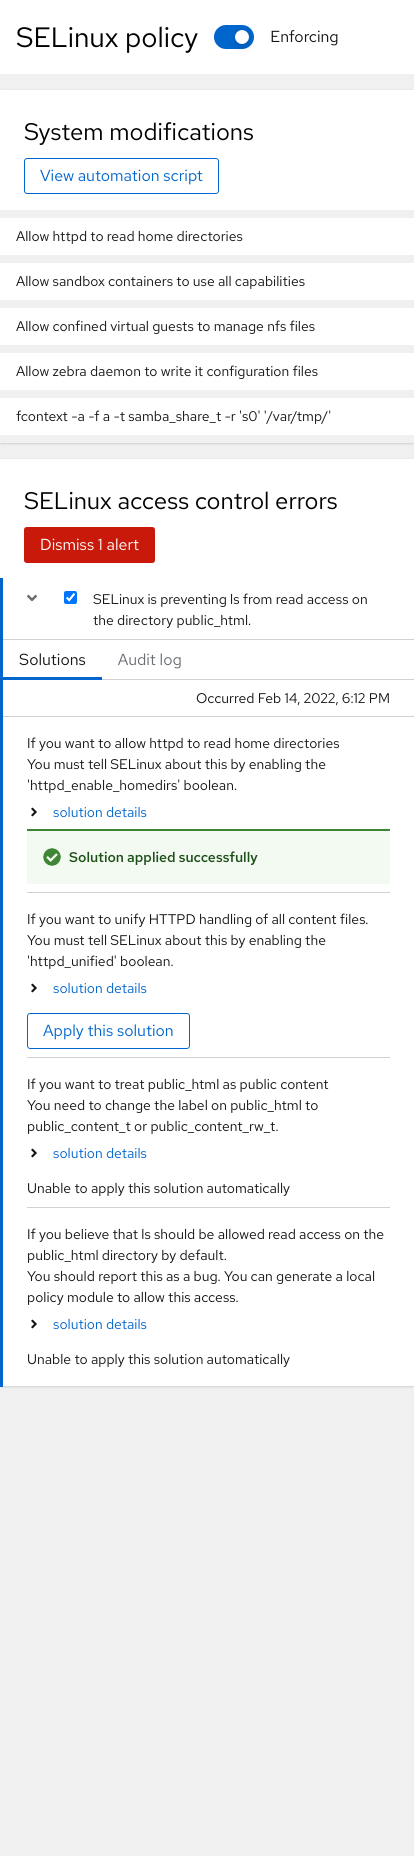 SELinux policy Enforcing
System modifications
View automation script
Allow httpd to read home directories
Allow sandbox containers to use all capabilities
Allow confined virtual guests to manage nfs files
Allow zebra daemon to write it configuration files
fcontext -a -f a -t samba_share_t -r 's0' '/var/tmp/'
SELinux access control errors
Dismiss 1 alert
SELinux is preventing ls from read access on
the directory public_html.
Solutions Audit log
Occurred Feb 14, 2022, 6:12 PM
If you want to allow httpd to read home directories
You must tell SELinux about this by enabling the
'httpd_enable_homedirs' boolean.
solution details
Solution applied successfully
If you want to unify HTTPD handling of all content files.
You must tell SELinux about this by enabling the
'httpd_unified' boolean.
solution details
Apply this solution
If you want to treat public_html as public content
You need to change the label on public_html to
public_content_t or public_content_rw_t.
solution details
Unable to apply this solution automatically
If you believe that ls should be allowed read access on the
public_html directory by default.
You should report this as a bug. You can generate a local
policy module to allow this access.
solution details
Unable to apply this solution automatically